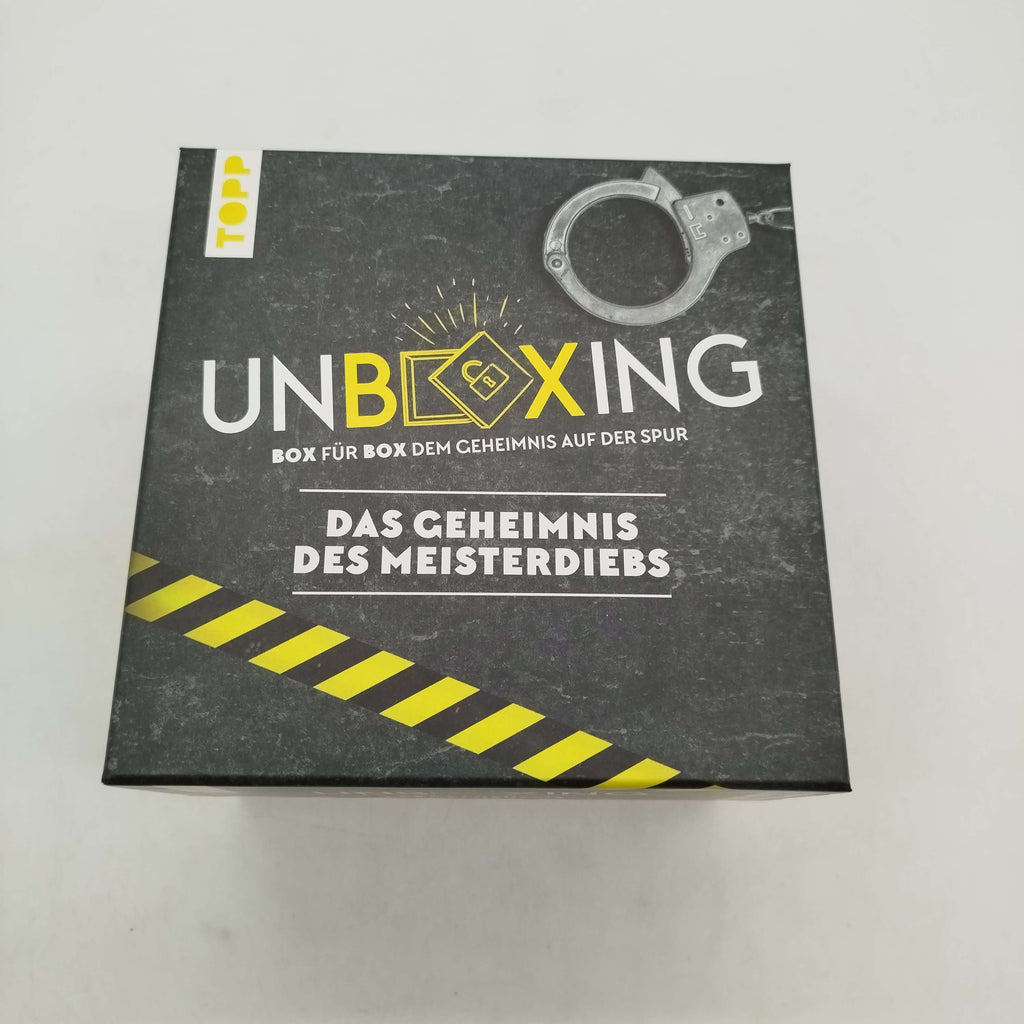 TOPP
UNBOXING
BOX FÜR BOX DEM GEHEIMNIS AUF DER SPUR
DAS GEHEIMNIS
DES MEISTERDIEBS